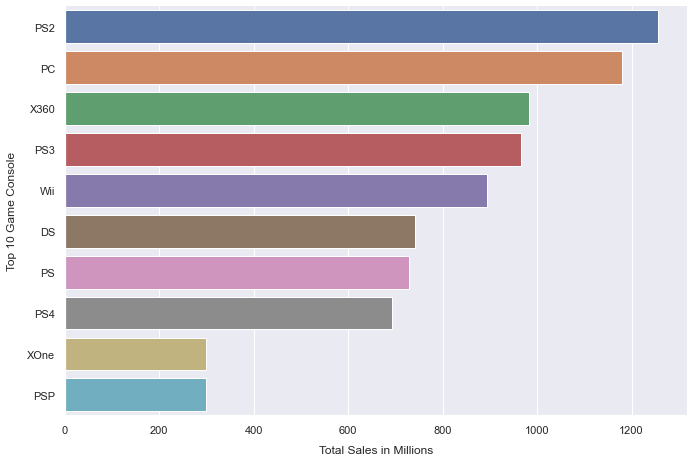 Top 10 Game Console
PS2
PC
X360
PS3
Wii
DS
PS
PS4
XOne
PSP
0 200 400 600 800 1000 1200
Total Sales in Millions